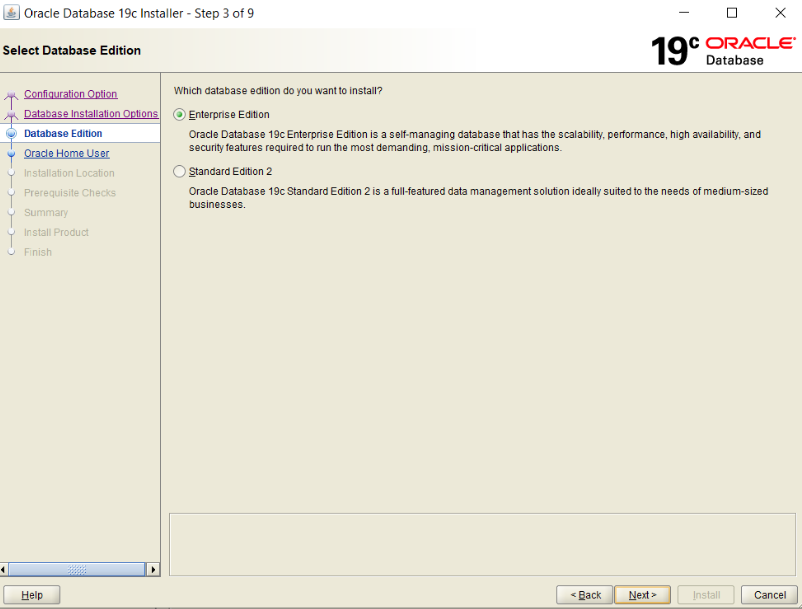 Oracle Database 19c Installer - Step 3 of 9
Select Database Edition
19c ORACLE
Database
Configuration Option
Database Installation Options
Database Edition
Oracle Home User
Installation Location
Prerequisite Checks
Summary
Install Product
Finish
Which database edition do you want to install?
Enterprise Edition
Oracle Database 19c Enterprise Edition is a self-managing database that has the scalability, performance, high availability, and
security features required to run the most demanding, mission-critical applications.
Standard Edition 2
Oracle Database 19c Standard Edition 2 is a full-featured data management solution ideally suited to the needs of medium-sized
businesses.
Help
< Back
Next >
Install
Cancel